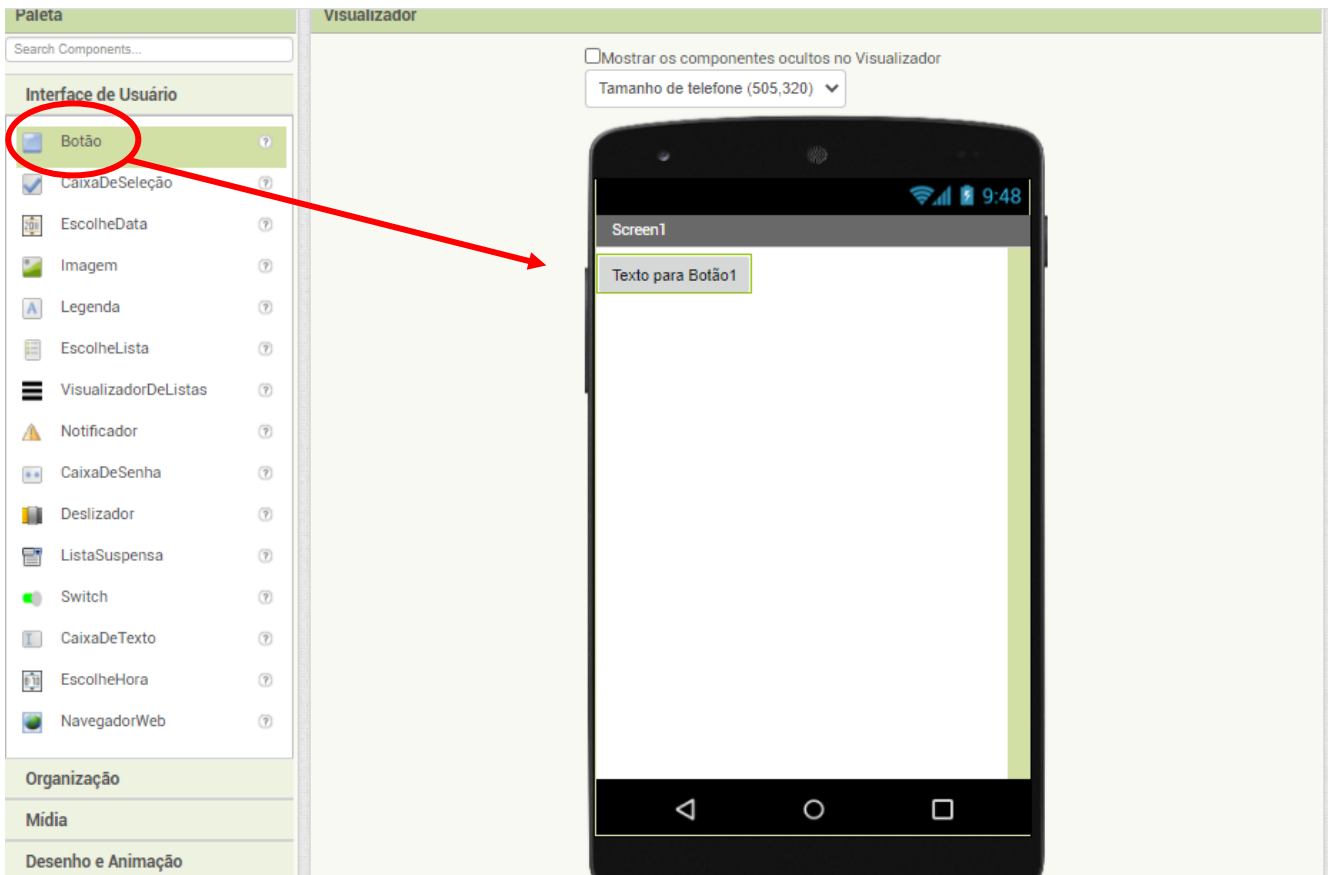 Paleta
Search Components...
Interface de Usuário
Botão
CaixaDeSeleção
EscolheData
Imagem
Legenda
EscolheLista
VisualizadorDeListas
Notificador
CaixaDeSenha
Deslizador
ListaSuspensa
Switch
CaixaDeTexto
EscolheHora
NavegadorWeb
Organização
Mídia
Desenho e Animação
Visualizador
Mostrar os componentes ocultos no Visualizador
Tamanho de telefone (505,320)
9:48
Screen1
Texto para Botão1